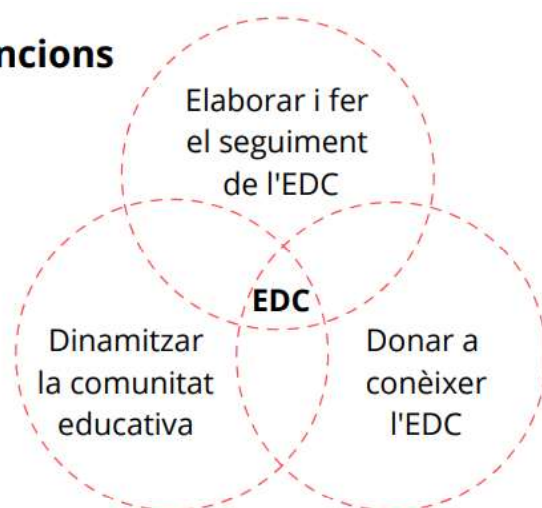 ncions
Elaborar i fer
el seguiment
de l'EDC
EDC
Dinamitzar
la comunitat
educativa
Donar a
conèixer
l'EDC